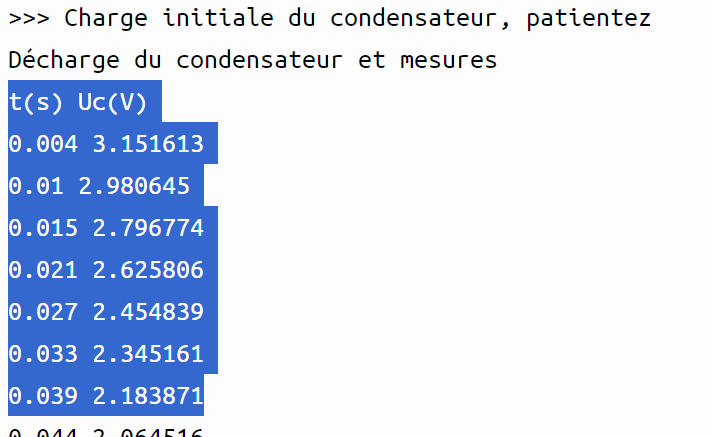 >>> Charge initiale du condensateur, patientez
Décharge du condensateur et mesures
t(s) Uc(V)
0.004 3.151613
0.01 2.980645
0.015 2.796774
0.021 2.625806
0.027 2.454839
0.033 2.345161
0.039 2.183871
0.044 2.064516